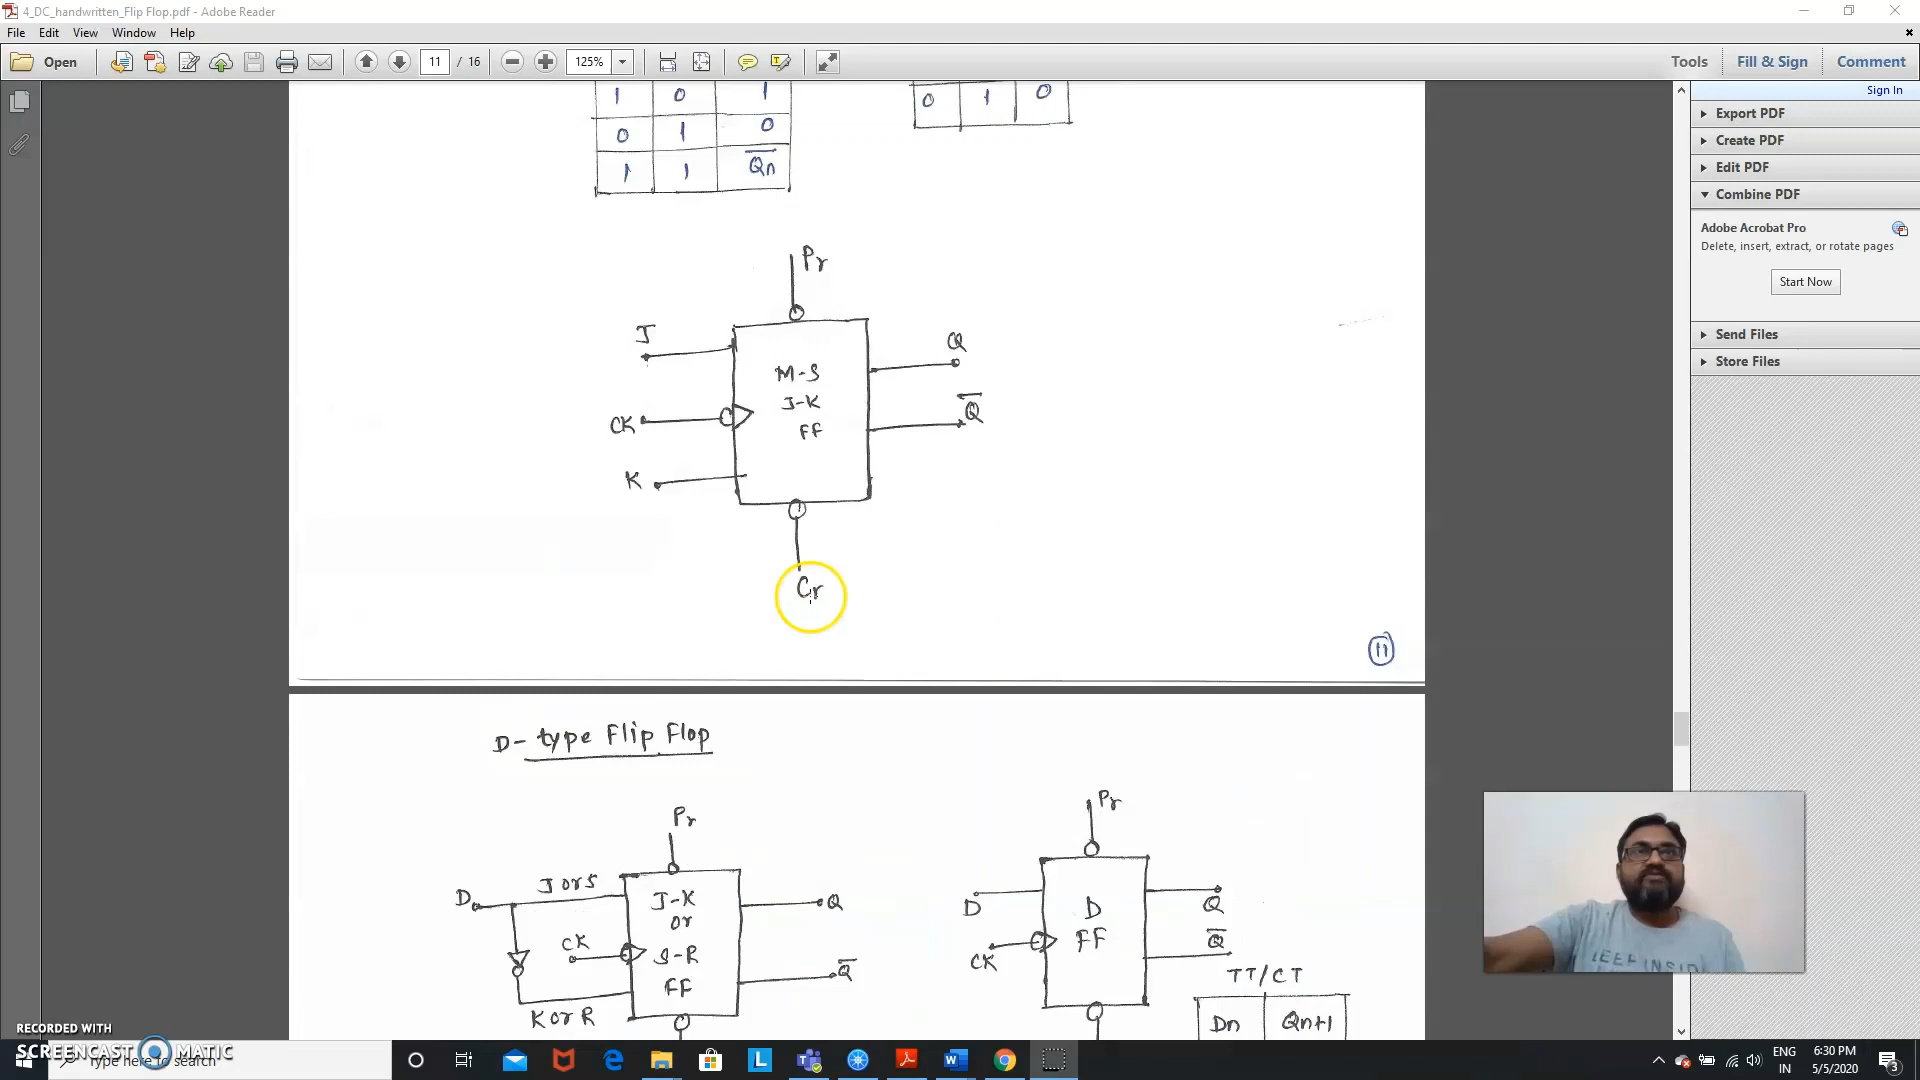 4_DC_handwritten_Flip Flop.pdf - Adobe Reader
File Edit View Window Help
Open 11 / 16 125% Tools Fill & Sign Comment
Sign In
Export PDF
Create PDF
Edit PDF
Combine PDF
Adobe Acrobat Pro
Delete, insert, extract, or rotate pages
Start Now
Send Files
Store Files
1 0 1
0 1 0
0 1 0
1 1 Q̅n
Pr
J
Q
M-S
J-K
FF
CK
Q̅
K
Cr
11
D- type Flip Flop
Pr
D J or S
J-K
or
S-R
FF
CK
Q
Q̅
K or R
Pr
D
D
FF
CK
Q
Q̅
TT/CT
Dn Qn+1
RECORDED WITH
SCREENCAST MATIC
Type here to search
ENG
IN
6:30 PM
5/5/2020
3